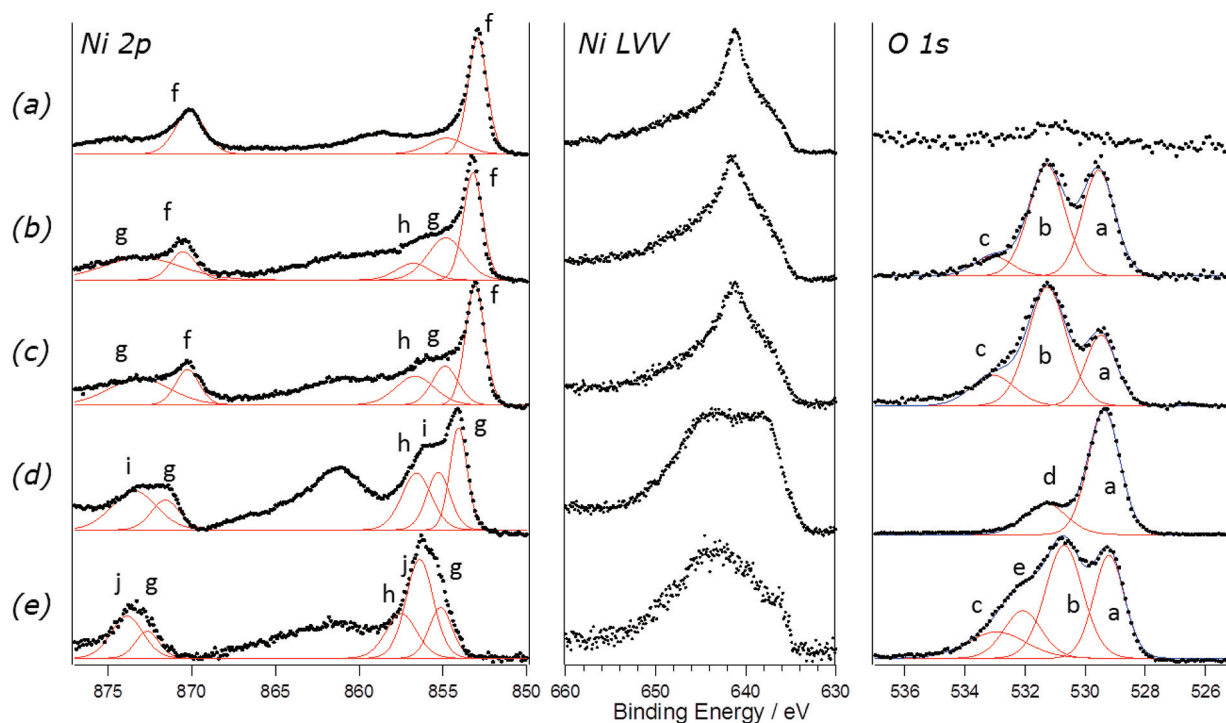 Ni 2p
Ni LVV
O 1s
(a)
f
f
(b)
g
f
h
g
f
c
b
a
(c)
g
f
h
g
f
c
b
a
(d)
i
g
h
i
g
d
a
(e)
j
g
h
j
g
c
e
b
a
875 870 865 860 855 850
660 650 640 630
536 534 532 530 528 526
Binding Energy / eV